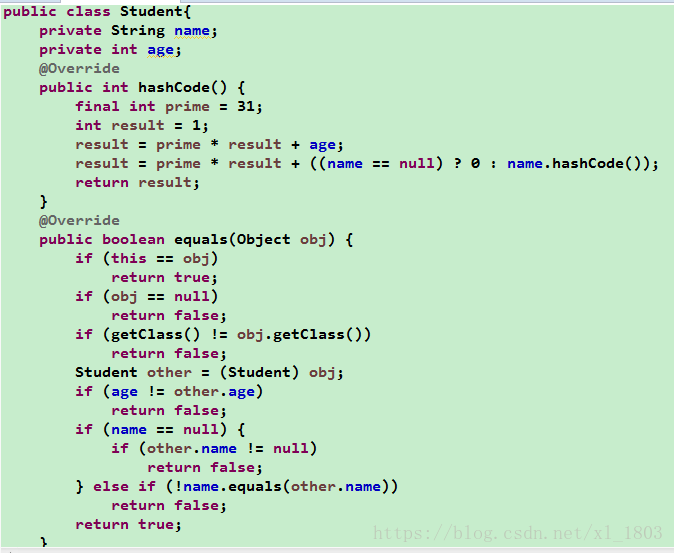 public class Student{
    private String name;
    private int age;
    @Override
    public int hashCode() {
        final int prime = 31;
        int result = 1;
        result = prime * result + age;
        result = prime * result + ((name == null) ? 0 : name.hashCode());
        return result;
    }
    @Override
    public boolean equals(Object obj) {
        if (this == obj)
            return true;
        if (obj == null)
            return false;
        if (getClass() != obj.getClass())
            return false;
        Student other = (Student) obj;
        if (age != other.age)
            return false;
        if (name == null) {
            if (other.name != null)
                return false;
        } else if (!name.equals(other.name))
            return false;
        return true;
    }
https://blog.csdn.net/xl_1803